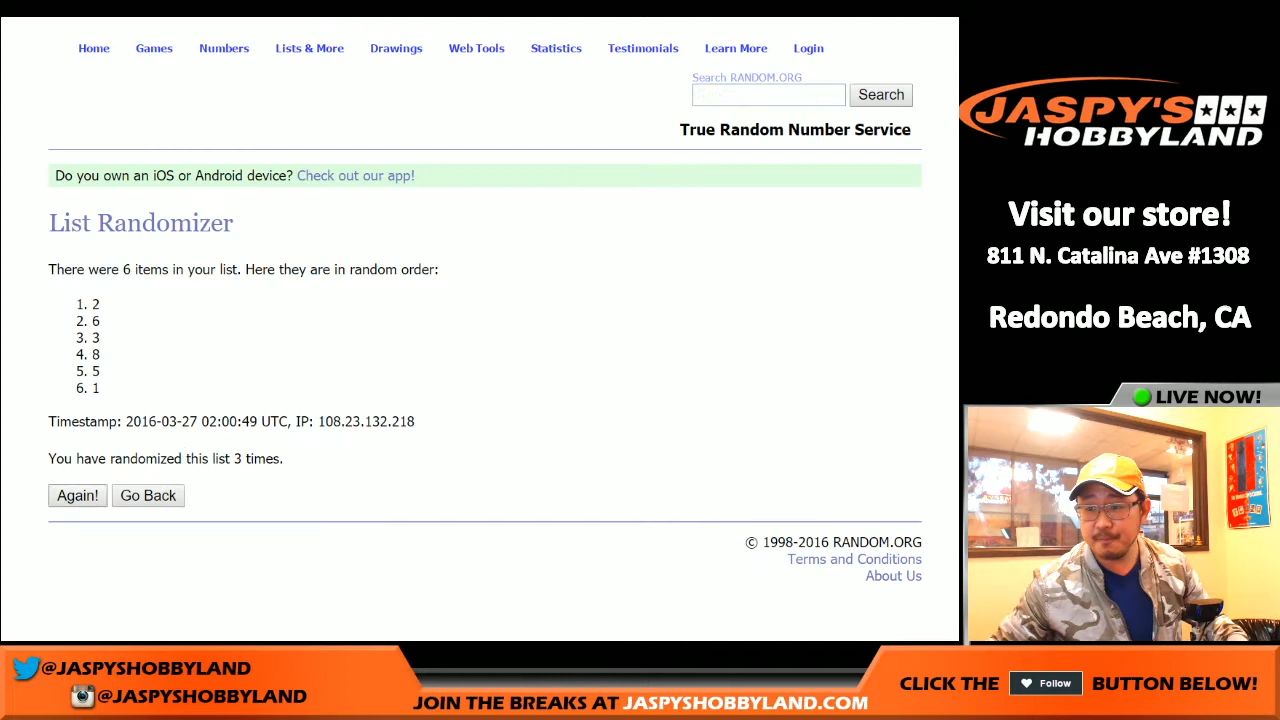 Home Games Numbers Lists & More Drawings Web Tools Statistics Testimonials Learn More Login
Search RANDOM.ORG
Search
True Random Number Service
Do you own an iOS or Android device? Check out our app!
List Randomizer
There were 6 items in your list. Here they are in random order:
1. 2
2. 6
3. 3
4. 8
5. 5
6. 1
Timestamp: 2016-03-27 02:00:49 UTC, IP: 108.23.132.218
You have randomized this list 3 times.
Again! Go Back
© 1998-2016 RANDOM.ORG
Terms and Conditions
About Us
JASPY'S
HOBBYLAND
Visit our store!
811 N. Catalina Ave #1308
Redondo Beach, CA
LIVE NOW!
@JASPYSHOBBYLAND
@JASPYSHOBBYLAND
JOIN THE BREAKS AT JASPYSHOBBYLAND.COM
CLICK THE Follow BUTTON BELOW!